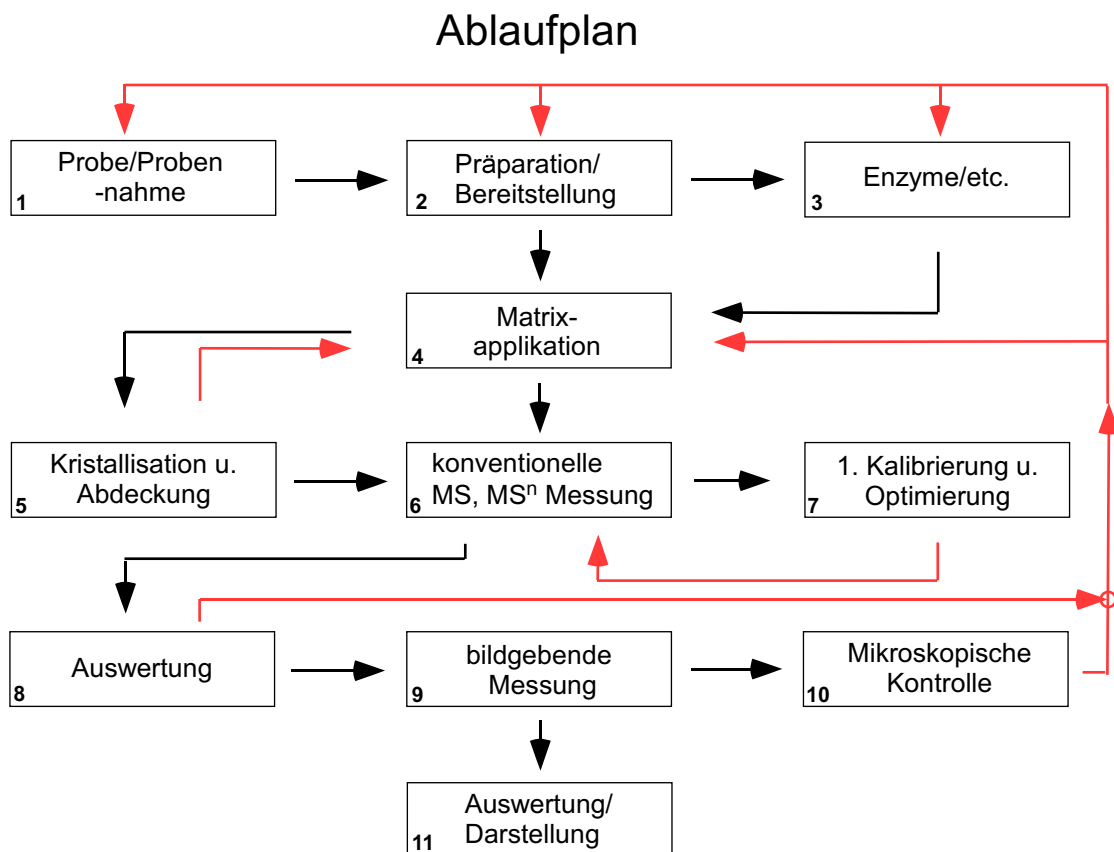 Ablaufplan
Probe/Proben
-nahme
1
Präparation/
Bereitstellung
2
Enzyme/etc.
3
Matrix-
applikation
4
Kristallisation u.
Abdeckung
5
konventionelle
MS, MSⁿ Messung
6
1. Kalibrierung u.
Optimierung
7
Auswertung
8
bildgebende
Messung
9
Mikroskopische
Kontrolle
10
Auswertung/
Darstellung
11